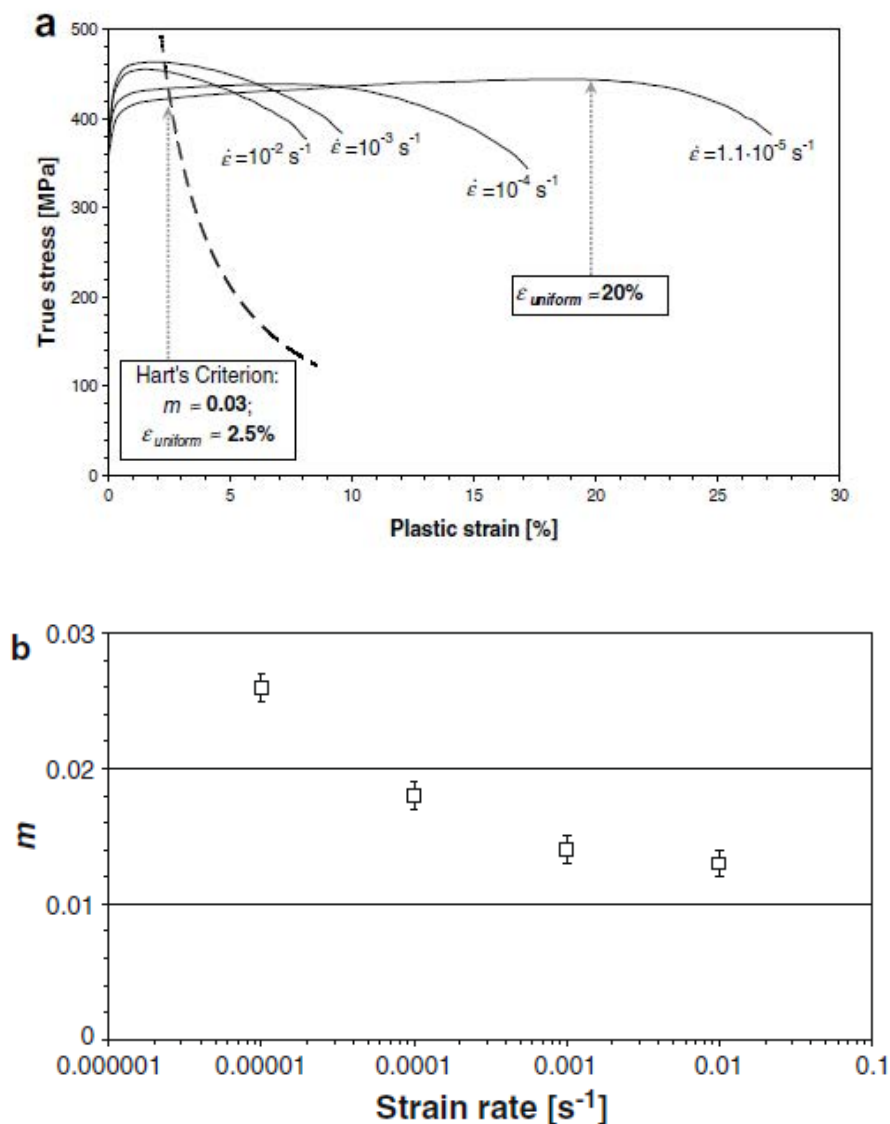 a
500
400
300
200
100
0
True stress [MPa]
ε̇=10⁻² s⁻¹
ε̇=10⁻³ s⁻¹
ε̇=10⁻⁴ s⁻¹
ε̇=1.1·10⁻⁵ s⁻¹
ε uniform = 20%
Hart's Criterion:
m = 0.03;
ε uniform = 2.5%
0 5 10 15 20 25 30
Plastic strain [%]
b
0.03
0.02
0.01
0
m
0.000001 0.00001 0.0001 0.001 0.01 0.1
Strain rate [s⁻¹]